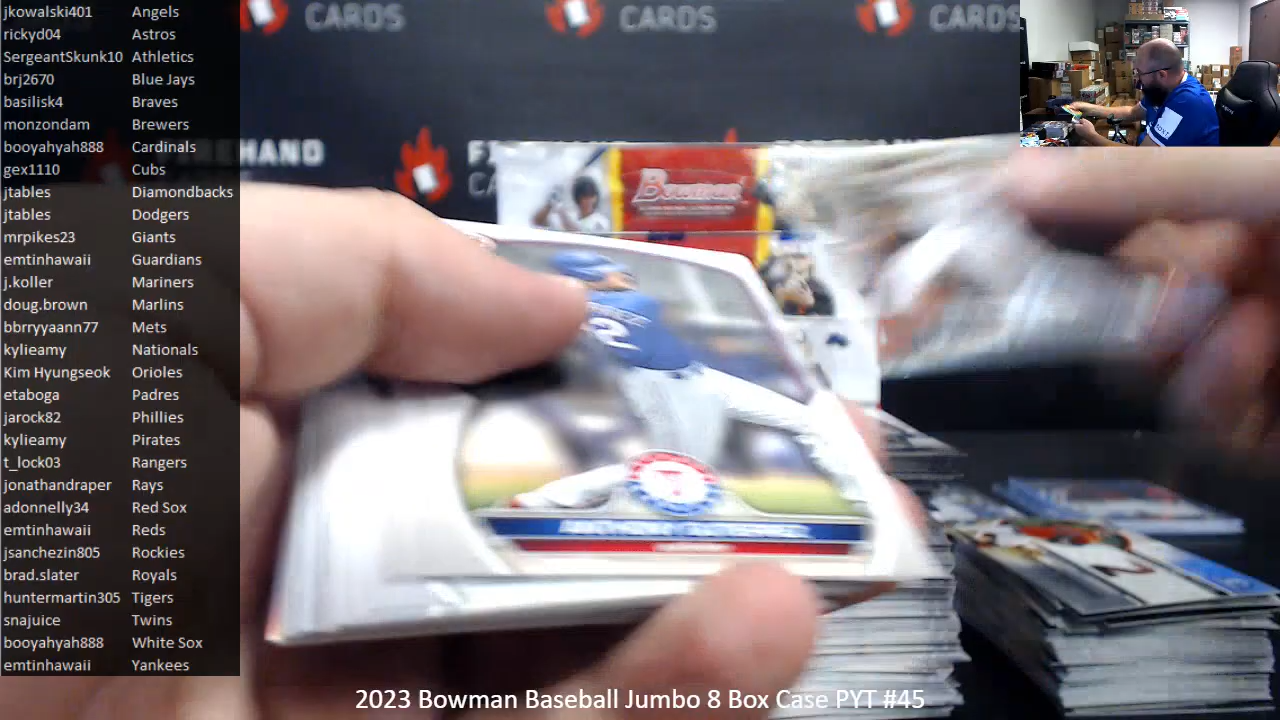 jkowalski401 Angels
rickyd04 Astros
SergeantSkunk10 Athletics
brj2670 Blue Jays
basilisk4 Braves
monzondam Brewers
booyahyah888 Cardinals
gex1110 Cubs
jtables Diamondbacks
jtables Dodgers
mrpikes23 Giants
emtinhawaii Guardians
j.koller Mariners
doug.brown Marlins
bbrryyaann77 Mets
kylieamy Nationals
Kim Hyungseok Orioles
etaboga Padres
jarock82 Phillies
kylieamy Pirates
t_lock03 Rangers
jonathandraper Rays
adonnelly34 Red Sox
emtinhawaii Reds
jsanchezin805 Rockies
brad.slater Royals
huntermartin305 Tigers
snajuice Twins
booyahyah888 White Sox
emtinhawaii Yankees
CARDS
CARDS
CARDS
Bowman
2023 Bowman Baseball Jumbo 8 Box Case PYT #45